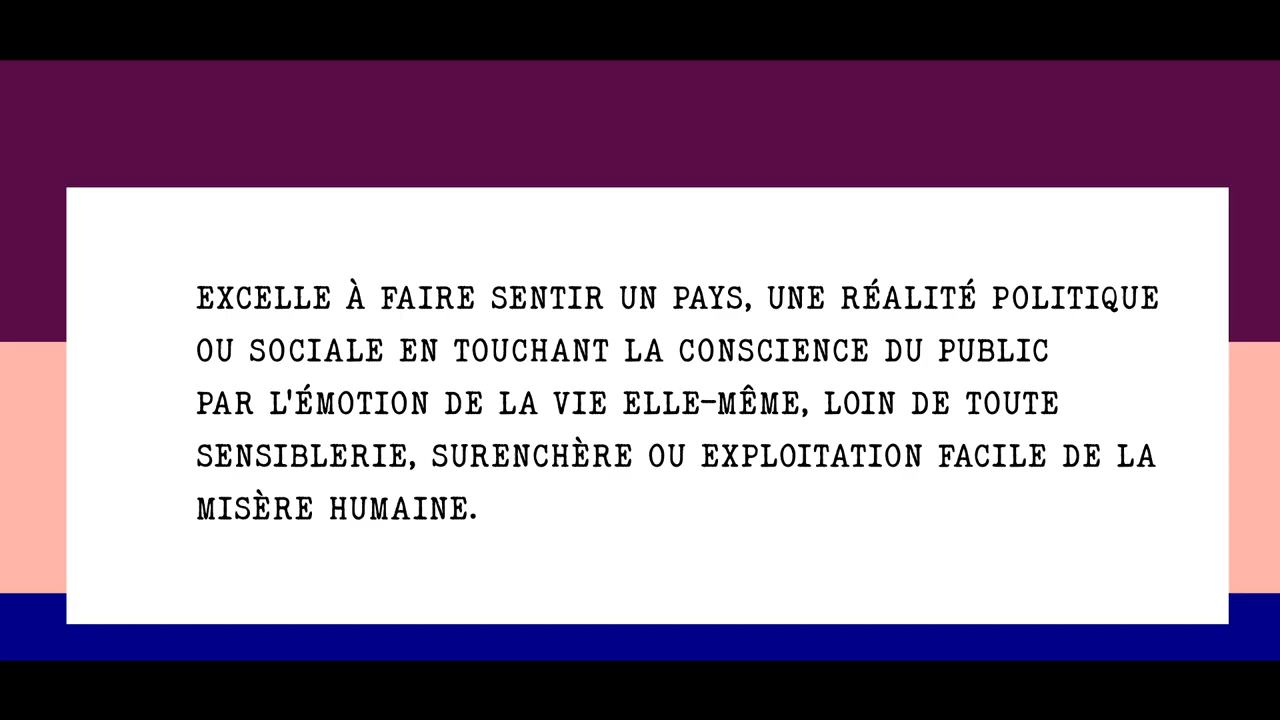 EXCELLE À FAIRE SENTIR UN PAYS, UNE RÉALITÉ POLITIQUE
OU SOCIALE EN TOUCHANT LA CONSCIENCE DU PUBLIC
PAR L'ÉMOTION DE LA VIE ELLE-MÊME, LOIN DE TOUTE
SENSIBLERIE, SURENCHÈRE OU EXPLOITATION FACILE DE LA
MISÈRE HUMAINE.